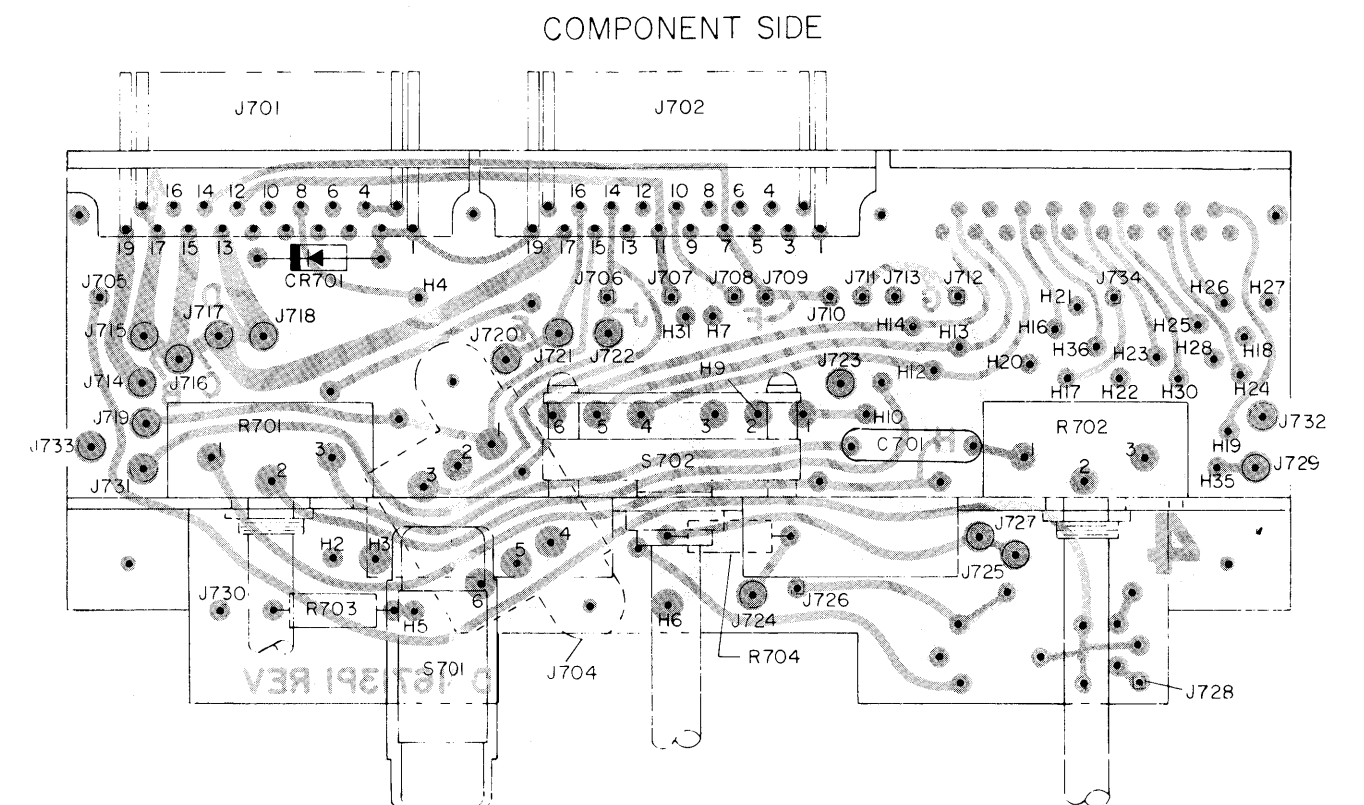 COMPONENT SIDE
J701 J702
16 14 12 10 8 6 4 16 14 12 10 8 6 4
19 17 15 13 1 19 17 15 13 11 9 7 5 3 1
CR701
J705 H4 J706 J707 J708 J709 J711 J713 J712 J734 H26 H27
J710 H21
J715 J717 J718 J720 J721 J722 H31 H7 H14 H13 H16 H25 H18
J716 J723 H20 H36 H23 H28
J714 H9 H12 H17 H22 H30 H24
J719 R701 6 5 4 3 2 1 H10 R702 J732
J733 1 3 1 C701 1 3 H19
2 2 S702 2 J729
J731 3 H35
J727
H2 H3 4
5 J725
J730 6 J726
R703 H5 H6 J724
S701 J704 R704
D 46713P1 REV
J728
4